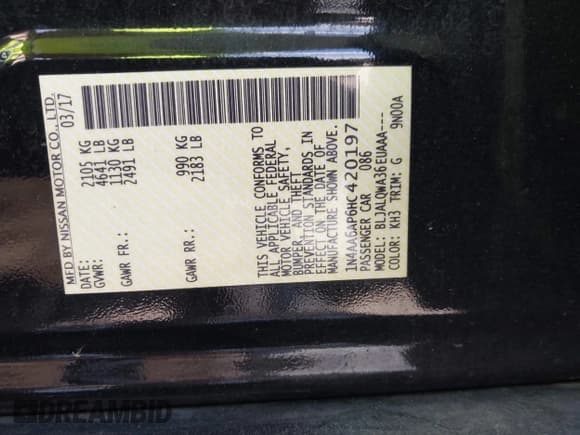 MFD BY NISSAN MOTOR CO., LTD.
03/17
GVWR: 2105 KG
4641 LB
GAWR FR: 1130 KG
2491 LB
GAWR RR: 990 KG
2183 LB
THIS VEHICLE CONFORMS TO
ALL APPLICABLE FEDERAL
MOTOR VEHICLE SAFETY,
BUMPER, AND THEFT
PREVENTION STANDARDS IN
EFFECT ON THE DATE OF
MANUFACTURE SHOWN ABOVE.
1N4AA6AP6HC420197
PASSENGER CAR 086
MODEL: BLJALQWA36EUAAA---
COLOR: KH3 TRIM: G 9N00A
DREAMBID